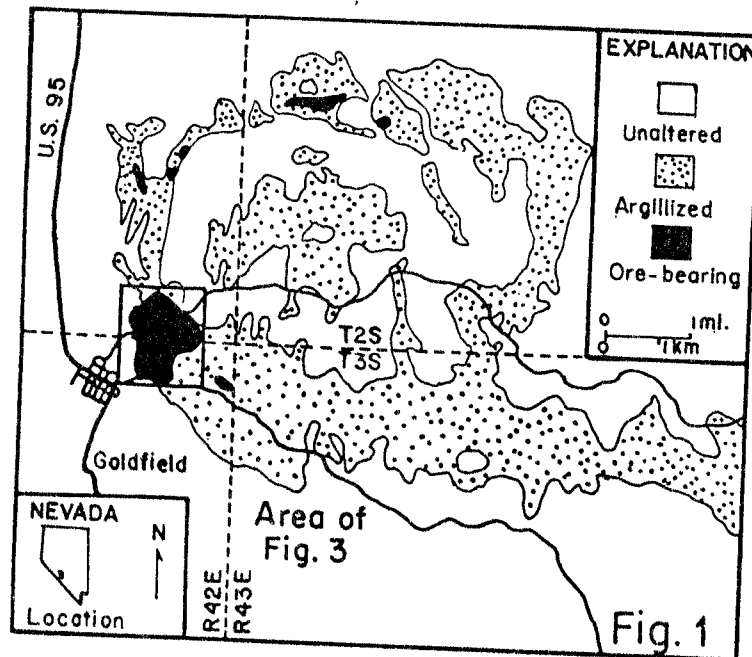 U.S. 95
EXPLANATION
Unaltered
Argillized
Ore-bearing
0 1mi.
0 1km
T2S
T3S
Goldfield
Area of
Fig. 3
NEVADA
N
Location
R42E
R43E
Fig. 1